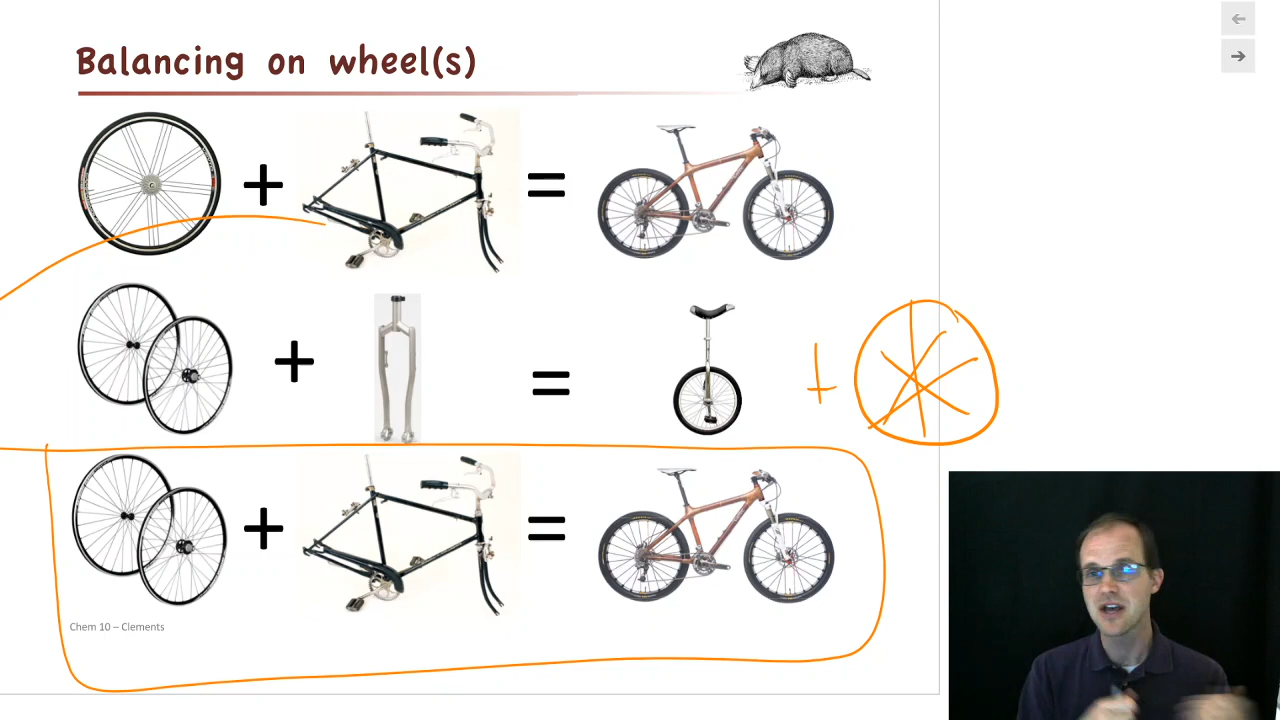 Balancing on wheel(s)
+ =
+ = +
+ =
Chem 10 – Clements